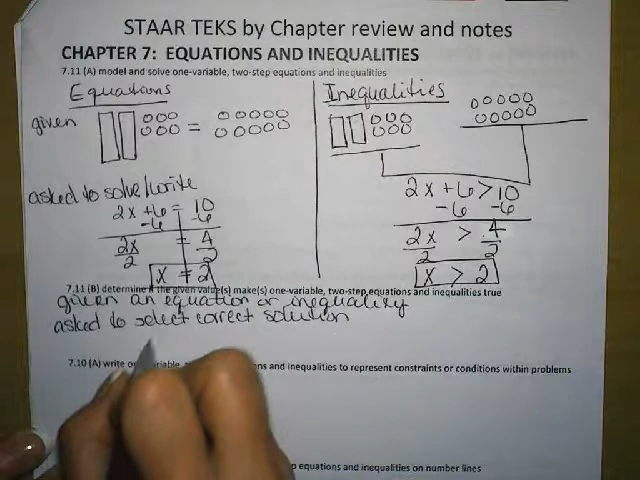 STAAR TEKS by Chapter review and notes
CHAPTER 7: EQUATIONS AND INEQUALITIES
7.11 (A) model and solve one-variable, two-step equations and inequalities
Equations
given
=
asked to solve/write
2x + 6 = 10
-6 -6
2x = 4
2 2
x = 2
Inequalities
2x + 6 > 10
-6 -6
2x > 4
2 2
x > 2
7.11 (B) determine if the given value(s) make(s) one-variable, two-step equations and inequalities true
given an equation or inequality
asked to select correct solution
7.10 (A) write and inequalities to represent constraints or conditions within problems
equations and inequalities on number lines